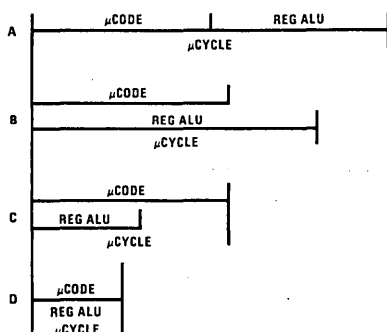 µCODE REG ALU
A
µCYCLE
µCODE
B
REG ALU
µCYCLE
µCODE
C
REG ALU
µCYCLE
D
µCODE
REG ALU
µCYCLE